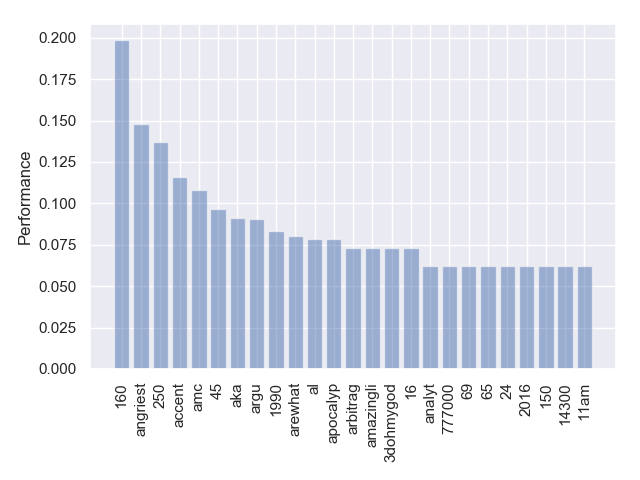 0.200
0.175
0.150
0.125
0.100
0.075
0.050
0.025
0.000
Performance
160
angriest
250
accent
amc
45
aka
argu
1990
arewhat
al
apocalyp
arbitrag
amazingli
3dohmygod
16
analyt
777000
69
65
24
2016
150
14300
11am